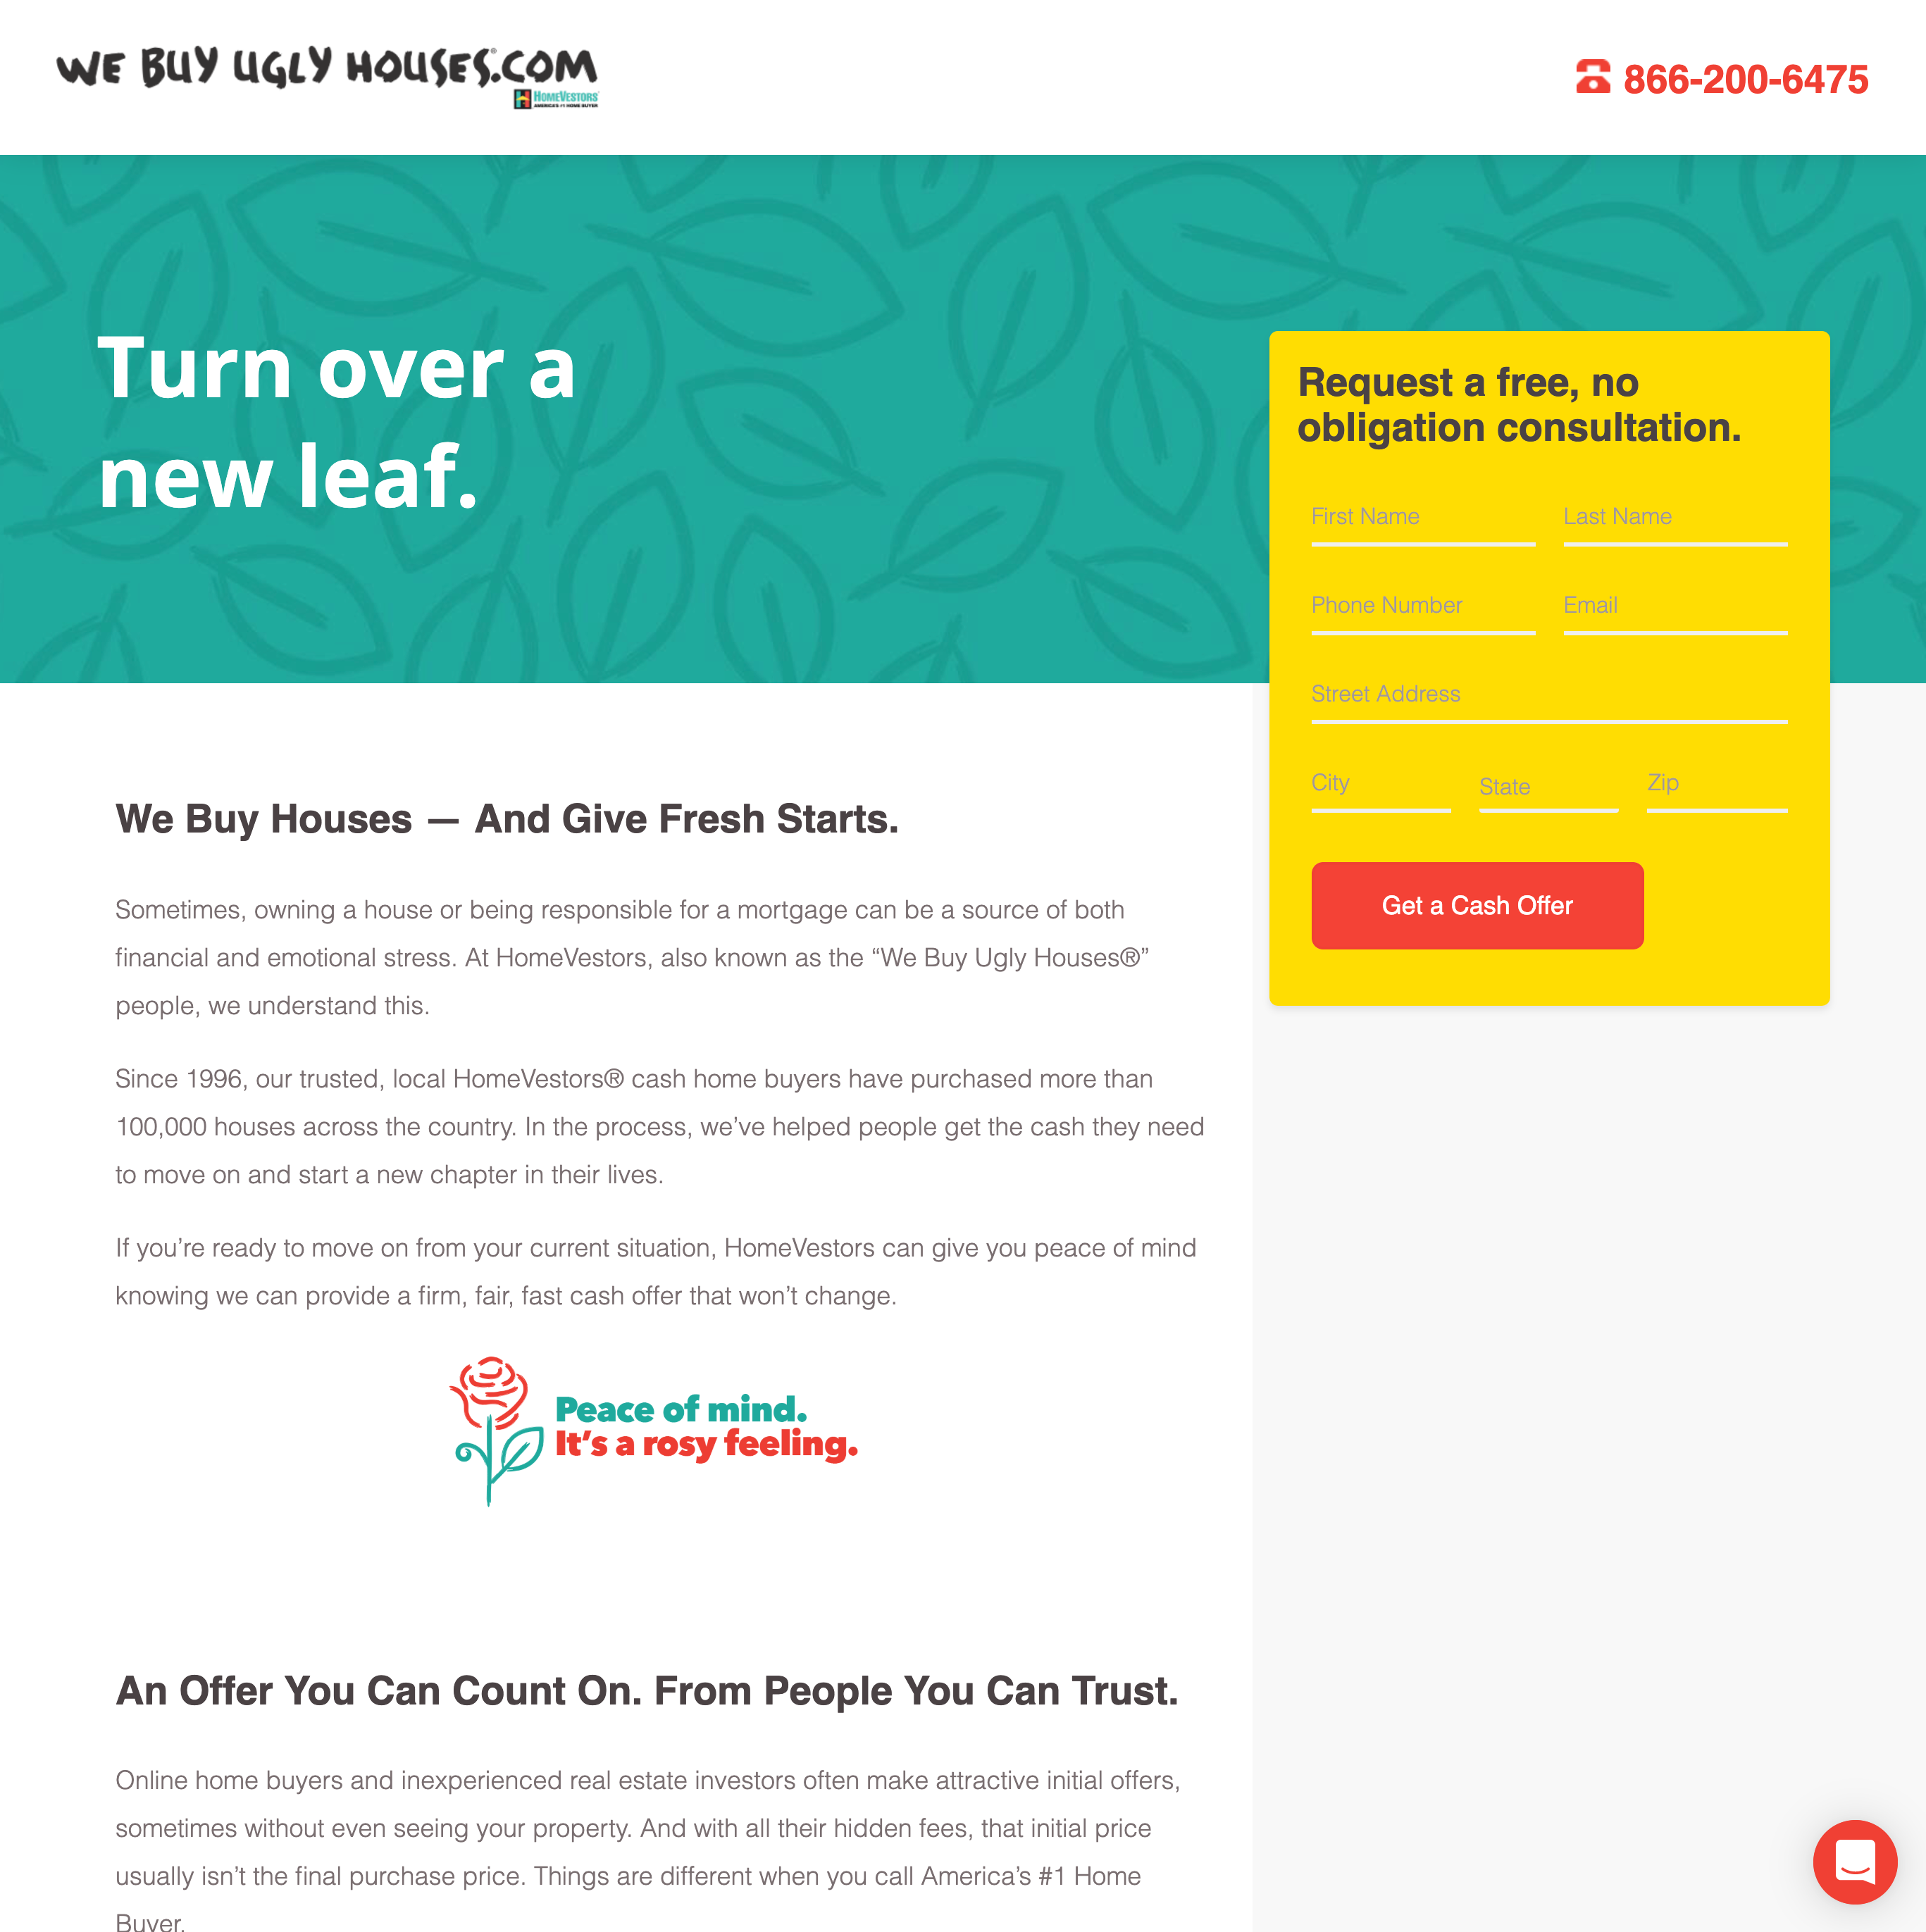 WE BUY UGLY HOUSES®.COM
HOMEVESTORS®
AMERICA'S #1 HOME BUYER
866-200-6475
Turn over a
new leaf.
Request a free, no
obligation consultation.
First Name
Last Name
Phone Number
Email
Street Address
City
State
Zip
Get a Cash Offer
We Buy Houses — And Give Fresh Starts.
Sometimes, owning a house or being responsible for a mortgage can be a source of both
financial and emotional stress. At HomeVestors, also known as the “We Buy Ugly Houses®”
people, we understand this.
Since 1996, our trusted, local HomeVestors® cash home buyers have purchased more than
100,000 houses across the country. In the process, we’ve helped people get the cash they need
to move on and start a new chapter in their lives.
If you’re ready to move on from your current situation, HomeVestors can give you peace of mind
knowing we can provide a firm, fair, fast cash offer that won’t change.
Peace of mind.
It’s a rosy feeling.
An Offer You Can Count On. From People You Can Trust.
Online home buyers and inexperienced real estate investors often make attractive initial offers,
sometimes without even seeing your property. And with all their hidden fees, that initial price
usually isn’t the final purchase price. Things are different when you call America’s #1 Home
Buyer.